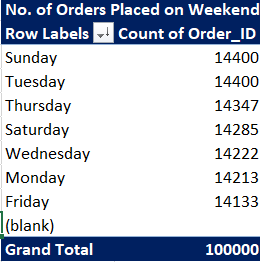 No. of Orders Placed on Weekend
Row Labels Count of Order_ID
Sunday 14400
Tuesday 14400
Thursday 14347
Saturday 14285
Wednesday 14222
Monday 14213
Friday 14133
(blank)
Grand Total 100000